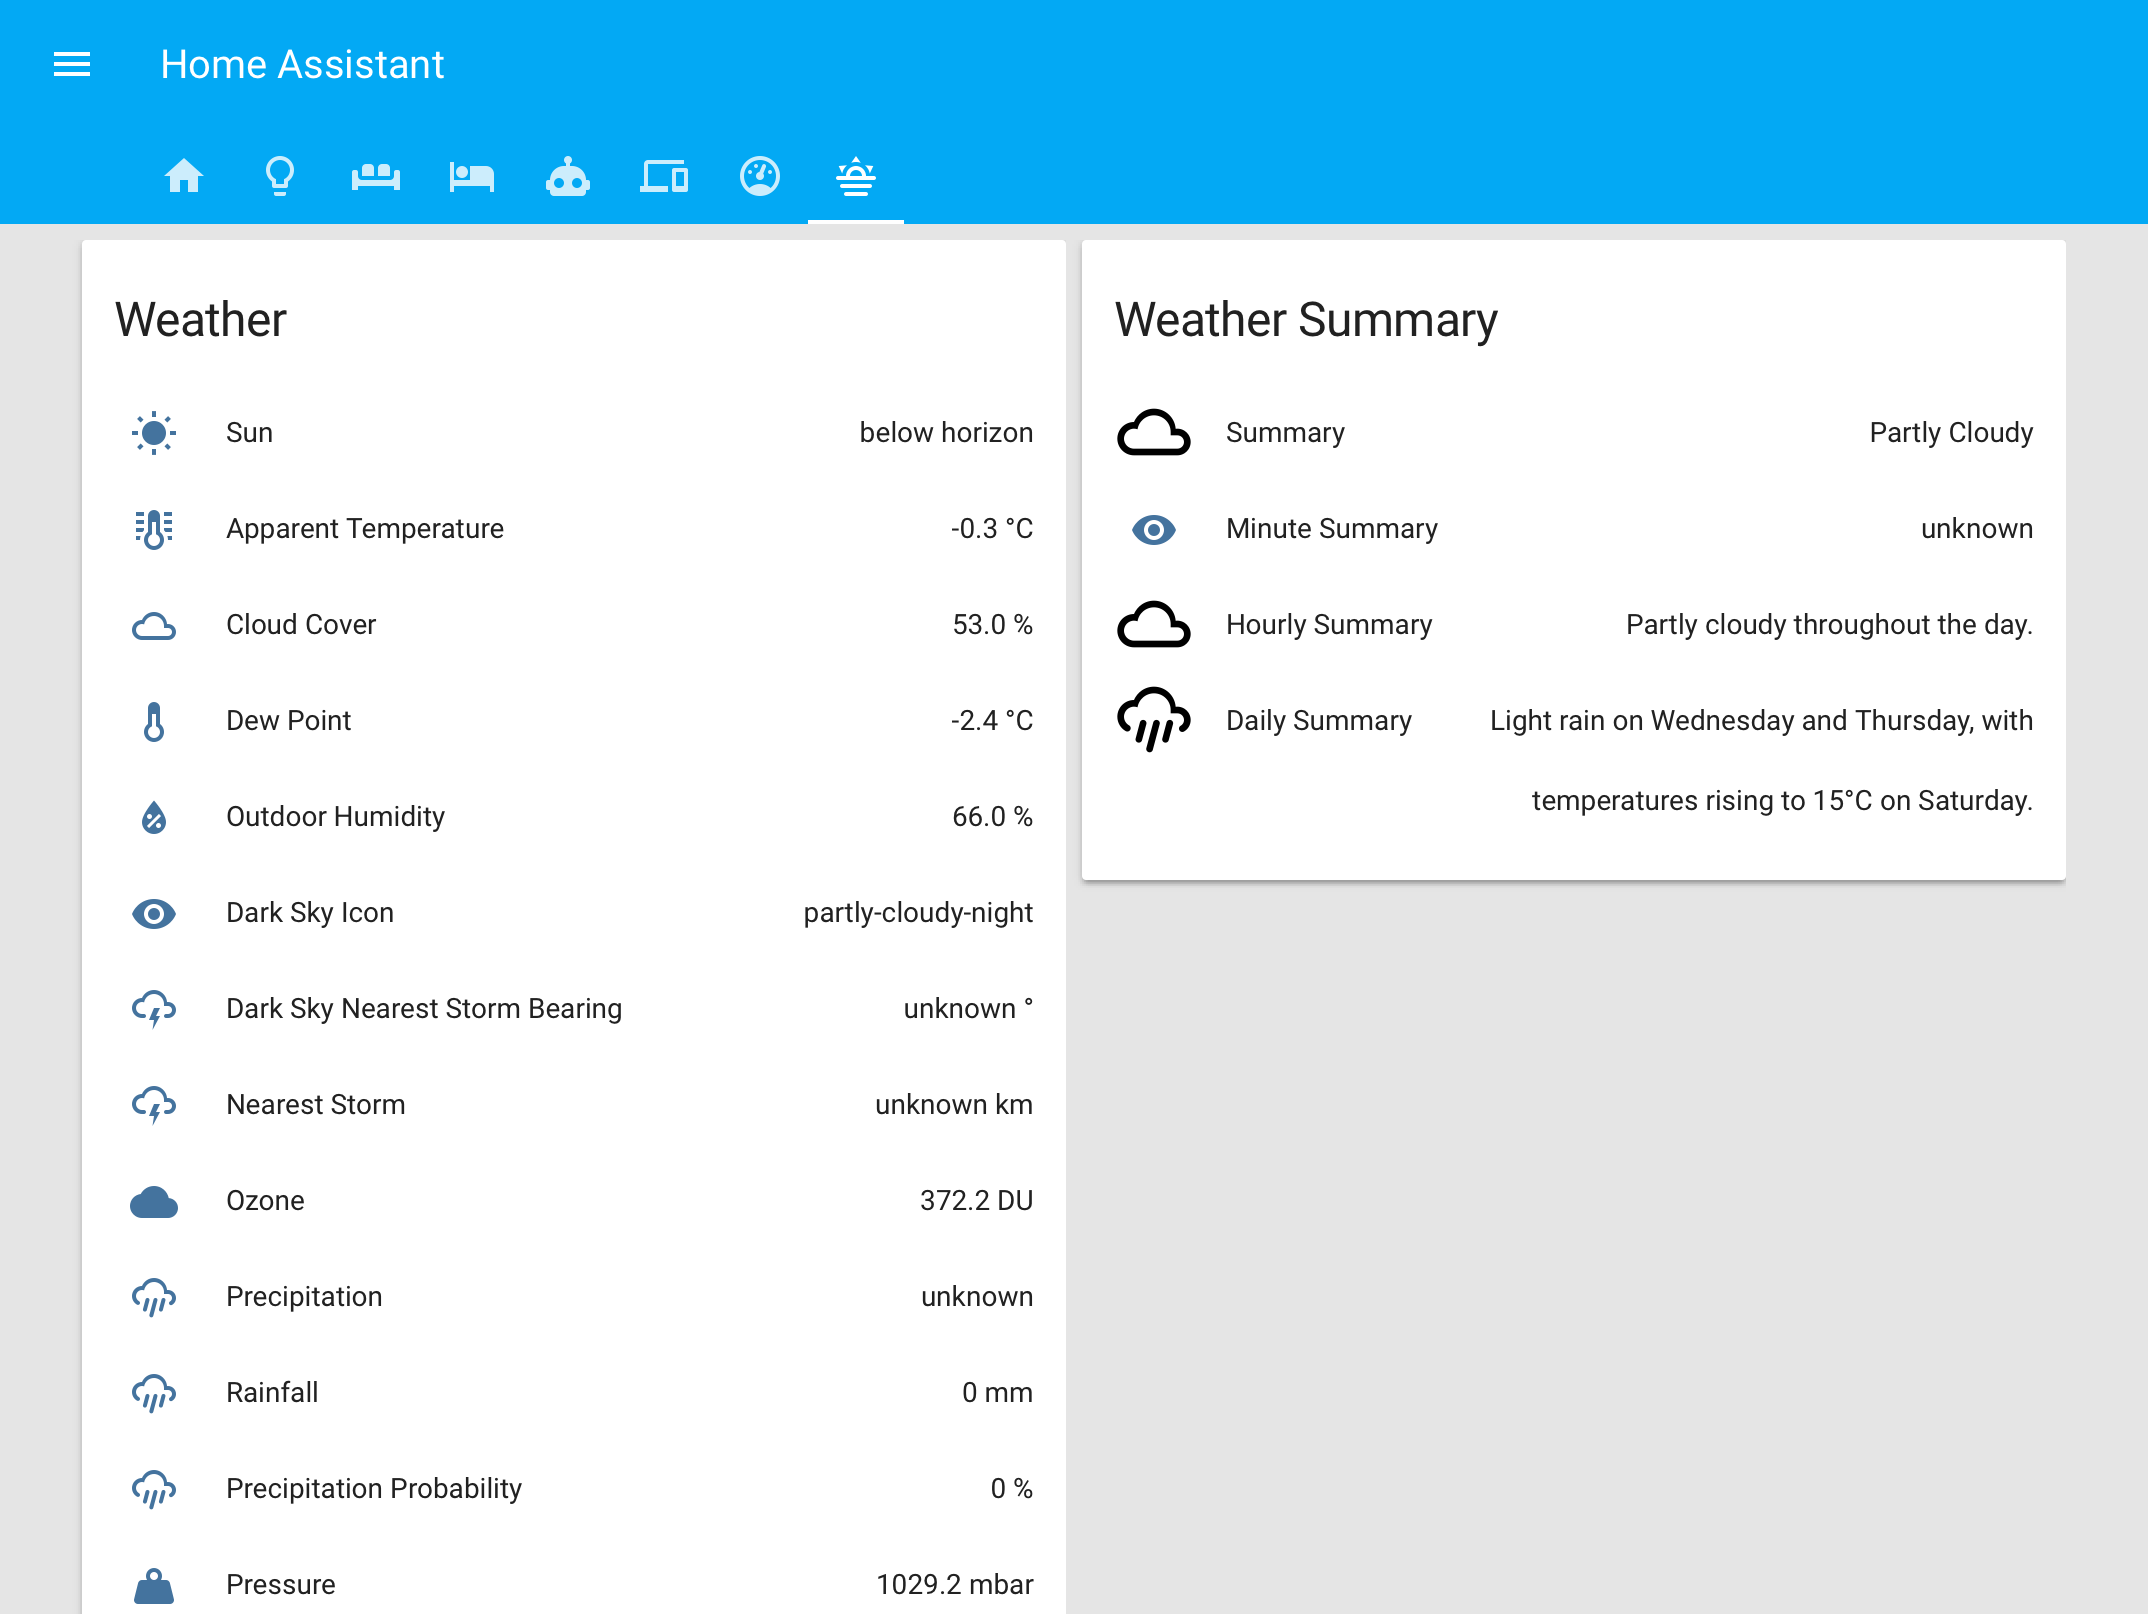 Home Assistant
Weather
Sun below horizon
Apparent Temperature -0.3 °C
Cloud Cover 53.0 %
Dew Point -2.4 °C
Outdoor Humidity 66.0 %
Dark Sky Icon partly-cloudy-night
Dark Sky Nearest Storm Bearing unknown °
Nearest Storm unknown km
Ozone 372.2 DU
Precipitation unknown
Rainfall 0 mm
Precipitation Probability 0 %
Pressure 1029.2 mbar
Weather Summary
Summary Partly Cloudy
Minute Summary unknown
Hourly Summary Partly cloudy throughout the day.
Daily Summary Light rain on Wednesday and Thursday, with
temperatures rising to 15°C on Saturday.